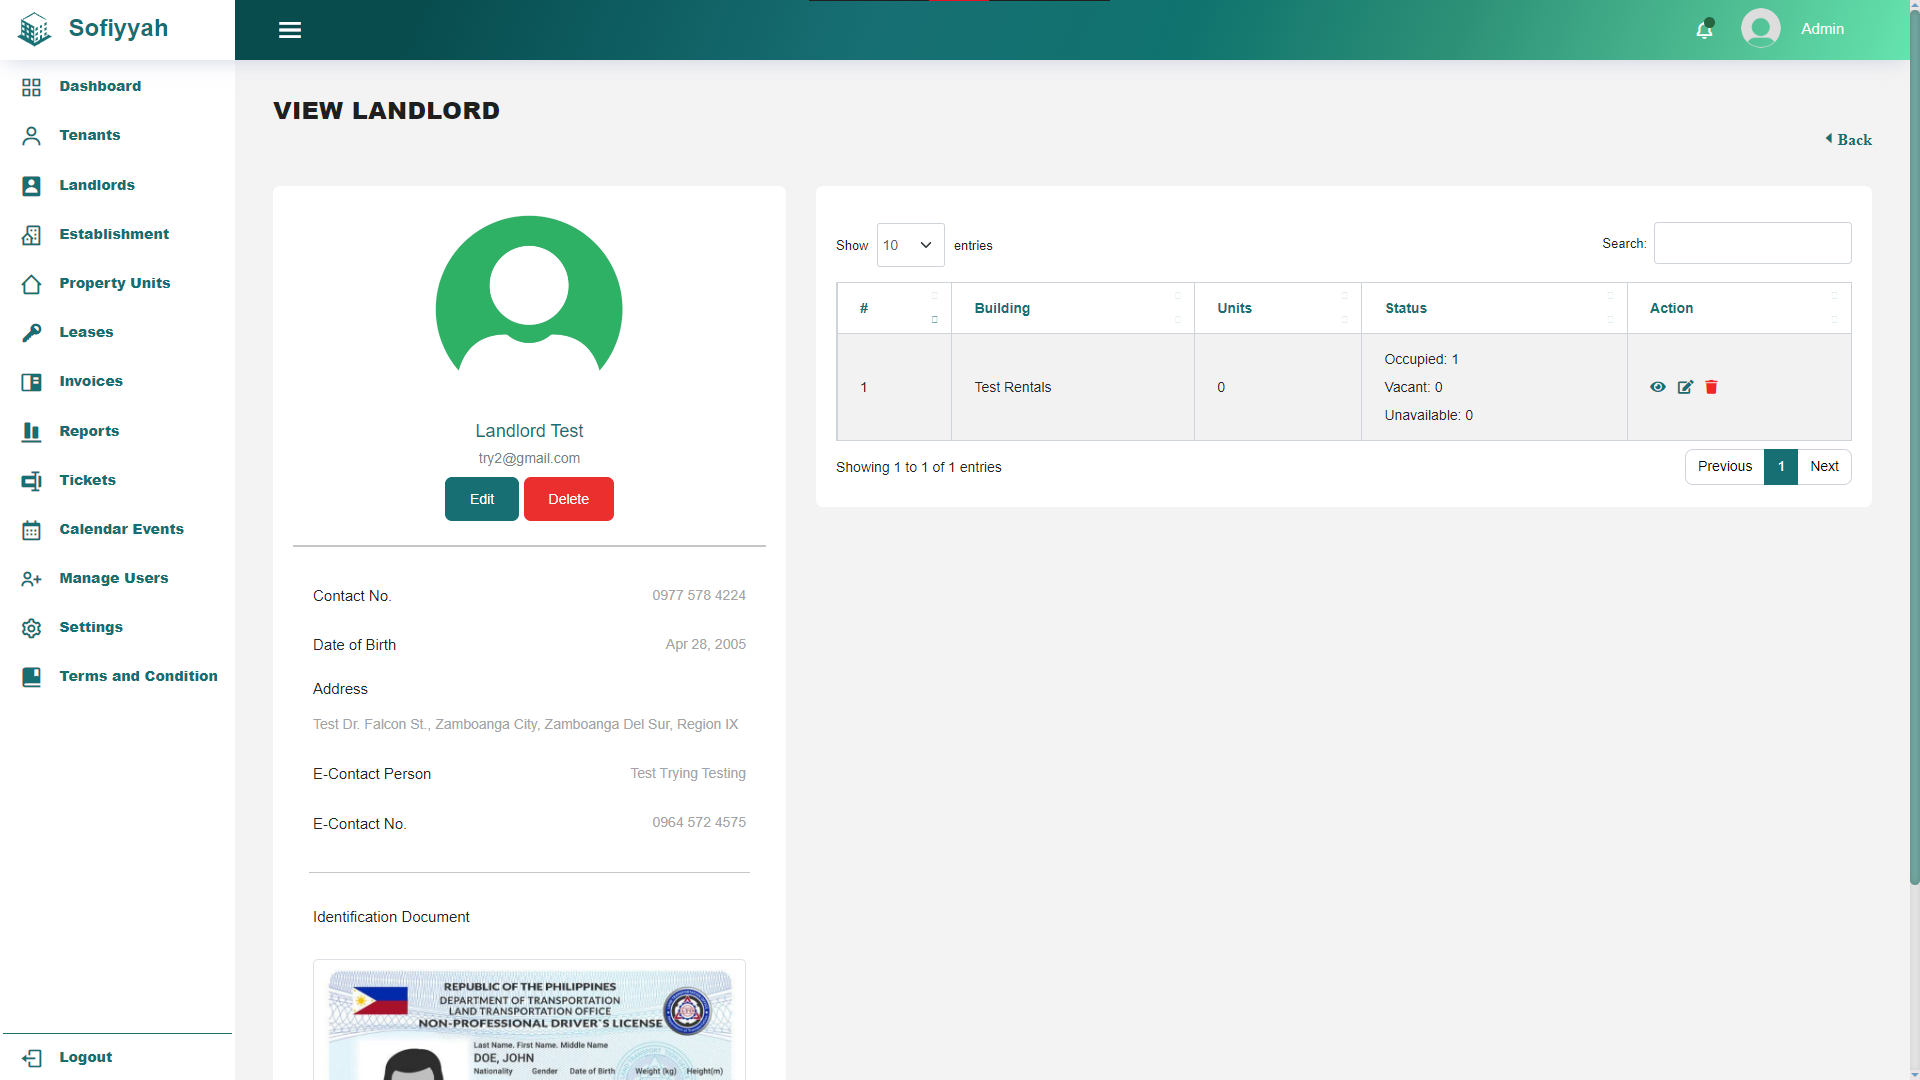 Sofiyyah
Admin
Dashboard
Tenants
Landlords
Establishment
Property Units
Leases
Invoices
Reports
Tickets
Calendar Events
Manage Users
Settings
Terms and Condition
Logout
VIEW LANDLORD
Back
Landlord Test
try2@gmail.com
Edit Delete
Contact No. 0977 578 4224
Date of Birth Apr 28, 2005
Address
Test Dr. Falcon St., Zamboanga City, Zamboanga Del Sur, Region IX
E-Contact Person Test Trying Testing
E-Contact No. 0964 572 4575
Identification Document
REPUBLIC OF THE PHILIPPINES
DEPARTMENT OF TRANSPORTATION
LAND TRANSPORTATION OFFICE
NON-PROFESSIONAL DRIVER'S LICENSE
Last Name. First Name. Middle Name
DOE, JOHN
Nationality Gender Date of Birth Weight (kg) Height(m)
Show 10 entries Search:
# Building Units Status Action
1 Test Rentals 0 Occupied: 1
Vacant: 0
Unavailable: 0
Showing 1 to 1 of 1 entries Previous 1 Next